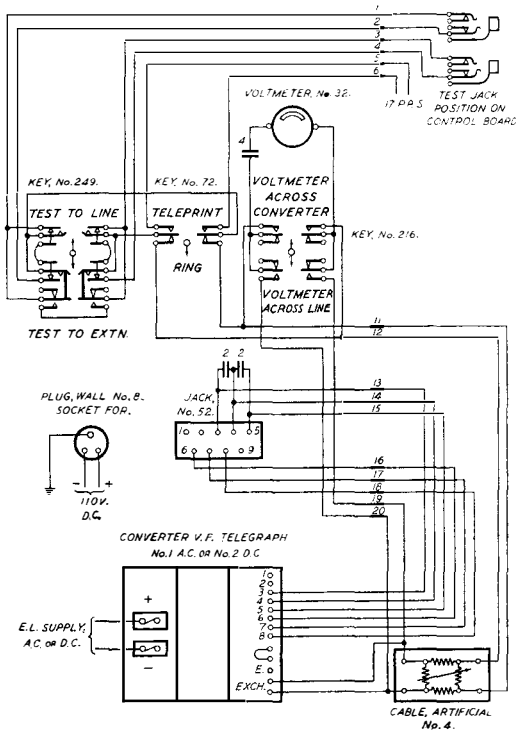 1
2
3
4
5
6
17 P.P.S
TEST JACK
POSITION ON
CONTROL BOARD
VOLTMETER, No. 32.
4
KEY, No. 249.
KEY, No. 72.
VOLTMETER
ACROSS
CONVERTER
TEST TO LINE
TELEPRINT
KEY, No. 216.
RING
VOLTMETER
ACROSS LINE
TEST TO EXTN.
11
12
2 2
PLUG, WALL No. 8.
SOCKET FOR.
JACK,
No. 52.
13
14
15
1 5
6 9
- +
110V.
D.C.
16
17
18
19
20
CONVERTER V.F. TELEGRAPH
No. 1 A.C. OR No. 2 D.C
1
2
3
4
5
6
7
8
+
E.L. SUPPLY,
A.C. OR D.C.
-
E.
EXCH.
CABLE, ARTIFICIAL
No. 4.